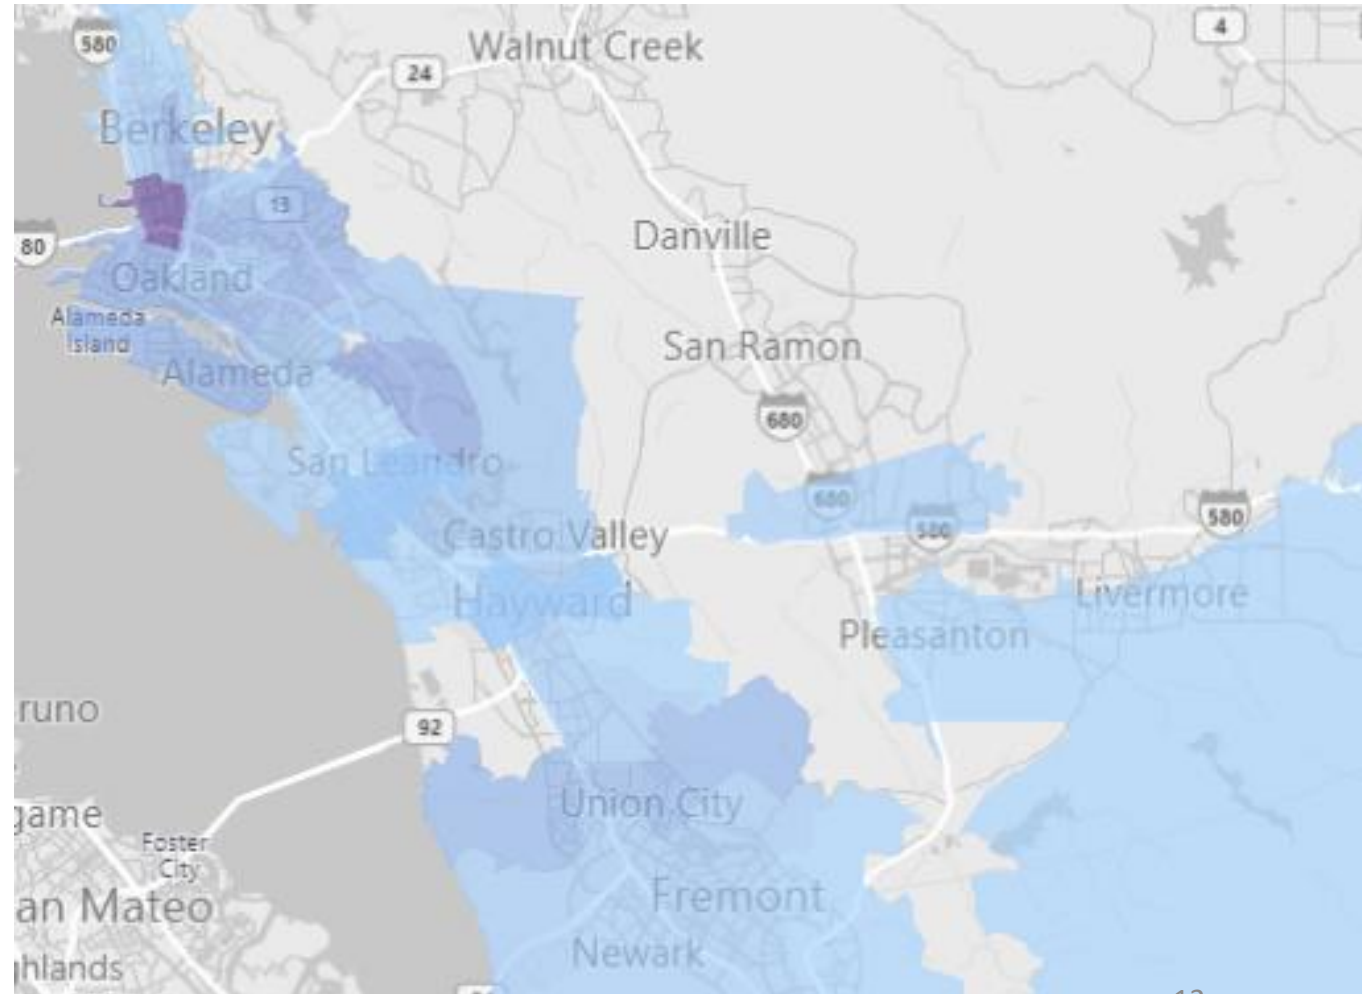 580
Walnut Creek
4
24
Berkeley
13
80
Danville
Oakland
Alameda
Island
San Ramon
Alameda
680
San Leandro
680
580
580
Castro Valley
Hayward
Livermore
Pleasanton
runo
92
Union City
game
Foster
City
Fremont
an Mateo
Newark
ghlands